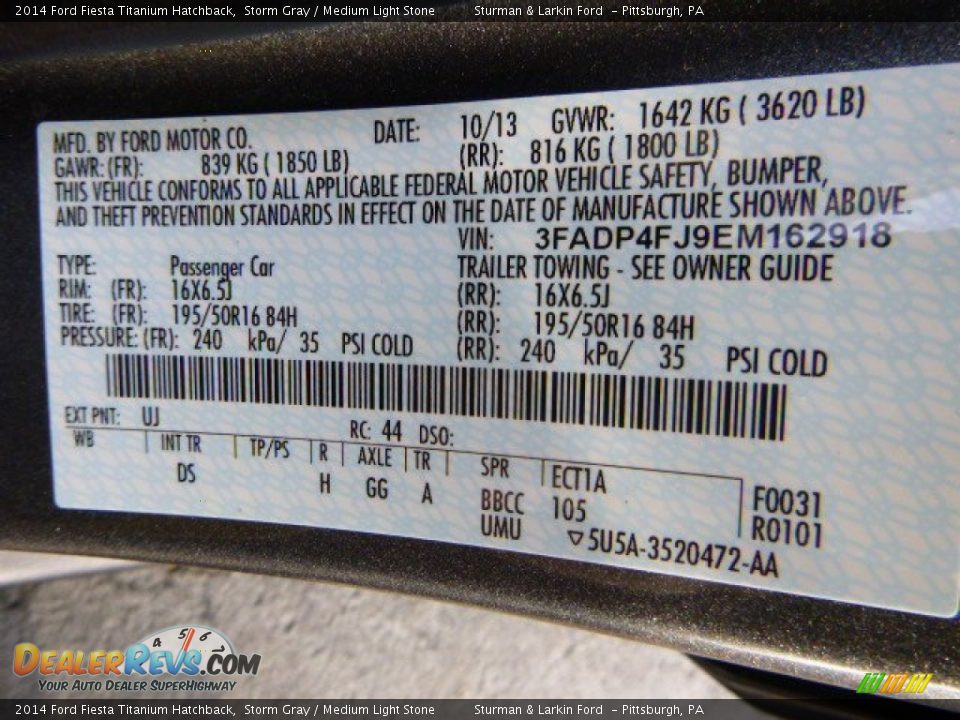 2014 Ford Fiesta Titanium Hatchback, Storm Gray / Medium Light Stone Sturman & Larkin Ford - Pittsburgh, PA
MFD. BY FORD MOTOR CO. DATE: 10/13 GVWR: 1642 KG ( 3620 LB)
GAWR: (FR): 839 KG ( 1850 LB) (RR): 816 KG ( 1800 LB)
THIS VEHICLE CONFORMS TO ALL APPLICABLE FEDERAL MOTOR VEHICLE SAFETY, BUMPER,
AND THEFT PREVENTION STANDARDS IN EFFECT ON THE DATE OF MANUFACTURE SHOWN ABOVE.
VIN: 3FADP4FJ9EM162918
TYPE: Passenger Car TRAILER TOWING - SEE OWNER GUIDE
RIM: (FR): 16X6.5J (RR): 16X6.5J
TIRE: (FR): 195/50R16 84H (RR): 195/50R16 84H
PRESSURE: (FR): 240 kPa/ 35 PSI COLD (RR): 240 kPa/ 35 PSI COLD
EXT PNT: UJ RC: 44 DSO:
WB INT TR TP/PS R AXLE TR SPR ECT1A
DS H GG A BBCC 105 F0031
UMU R0101
▽5U5A-3520472-AA
4 5 6
DEALERREVS.COM
YOUR AUTO DEALER SUPERHIGHWAY
2014 Ford Fiesta Titanium Hatchback, Storm Gray / Medium Light Stone Sturman & Larkin Ford - Pittsburgh, PA